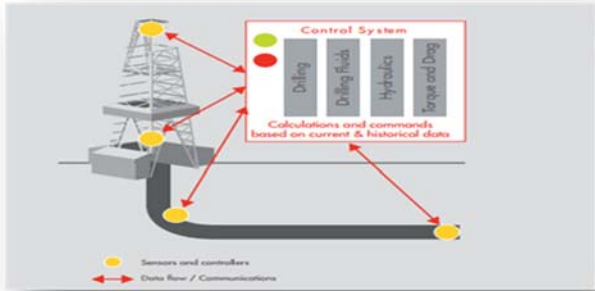 Control System
Drilling
Drilling Fluids
Hydraulics
Torque and Drag
Calculations and commands
based on current & historical data
Sensors and controllers
Data flow / Communications